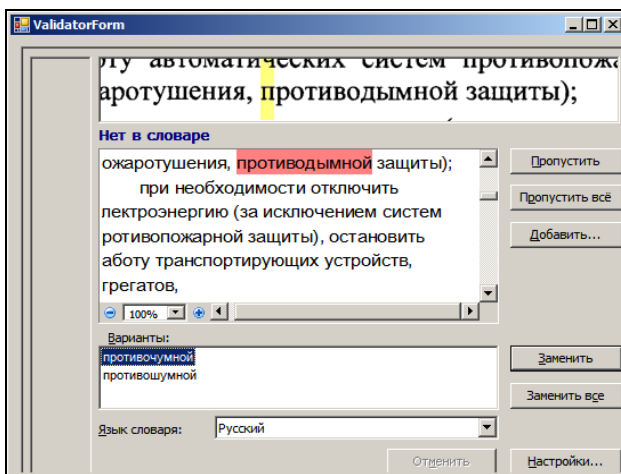 ValidatorForm
оту автоматических систем противопожа
аротушения, противодымной защиты);
Нет в словаре
ожаротушения, противодымной защиты);
при необходимости отключить
лектроэнергию (за исключением систем
ротивопожарной защиты), остановить
аботу транспортирующих устройств,
грегатов,
100%
Пропустить
Пропустить всё
Добавить...
Варианты:
противочумной
противошумной
Заменить
Заменить все
Язык словаря: Русский
Отменить
Настройки...